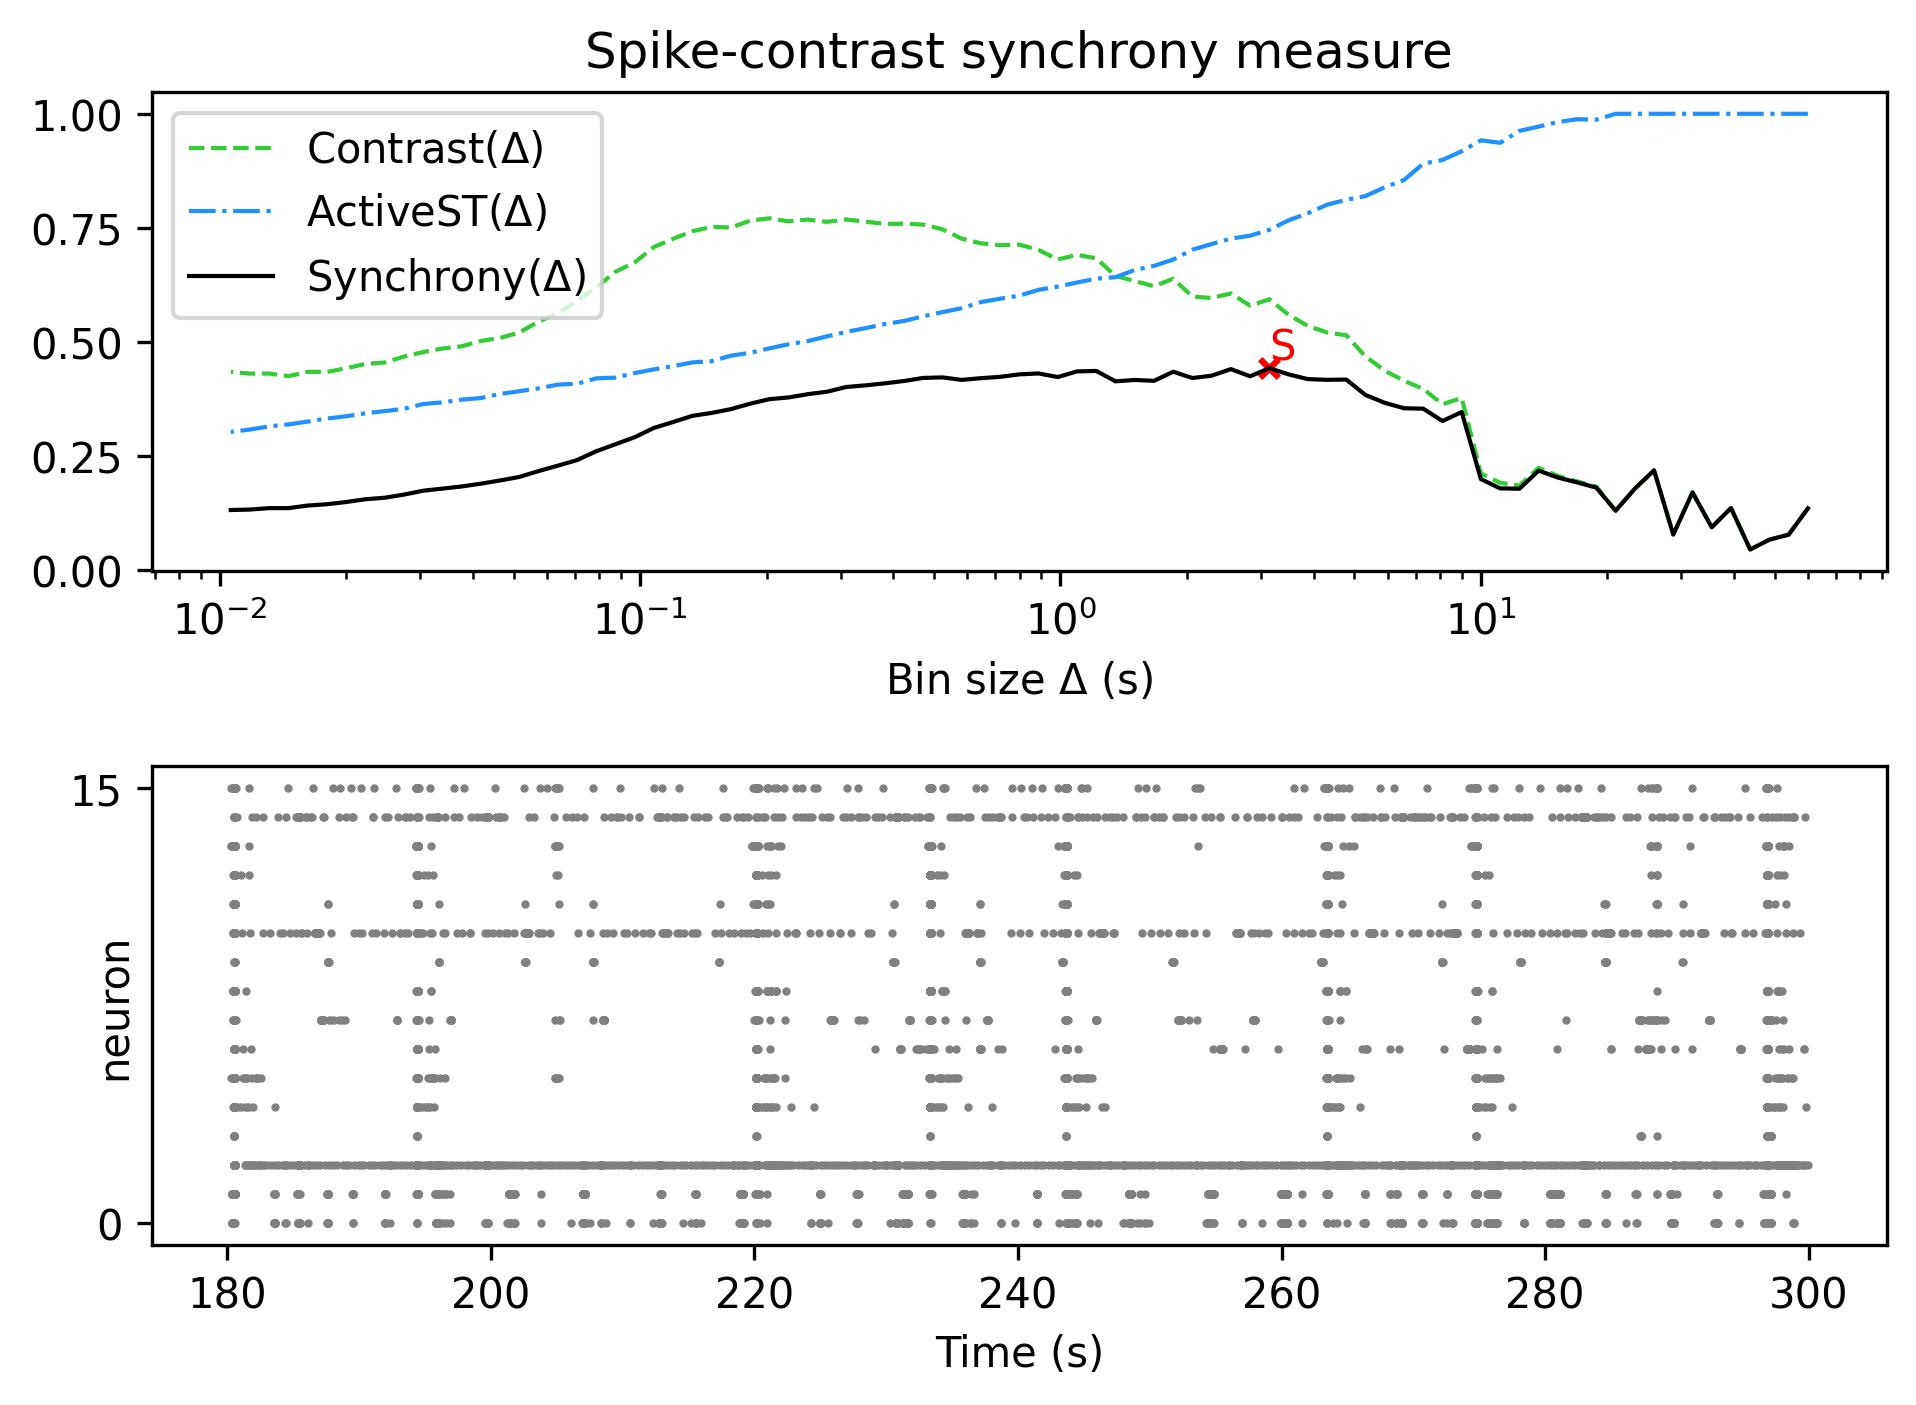 Spike-contrast synchrony measure
1.00
0.75
0.50
0.25
0.00
Contrast(Δ)
ActiveST(Δ)
Synchrony(Δ)
S
10⁻² 10⁻¹ 10⁰ 10¹
Bin size Δ (s)
15
0
neuron
180 200 220 240 260 280 300
Time (s)